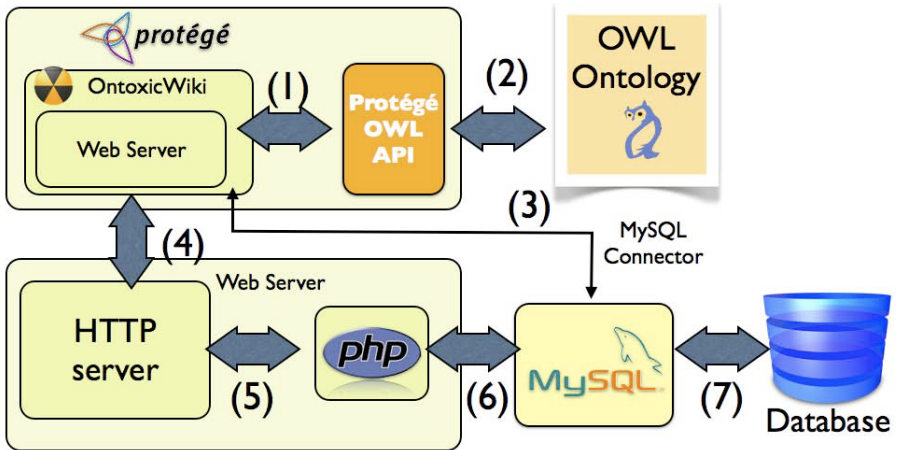 protégé
OntoxicWiki
Web Server
(1)
Protégé
OWL
API
(2)
OWL
Ontology
(3)
MySQL
Connector
(4)
Web Server
HTTP
server
(5)
php
(6)
MySQL
(7)
Database